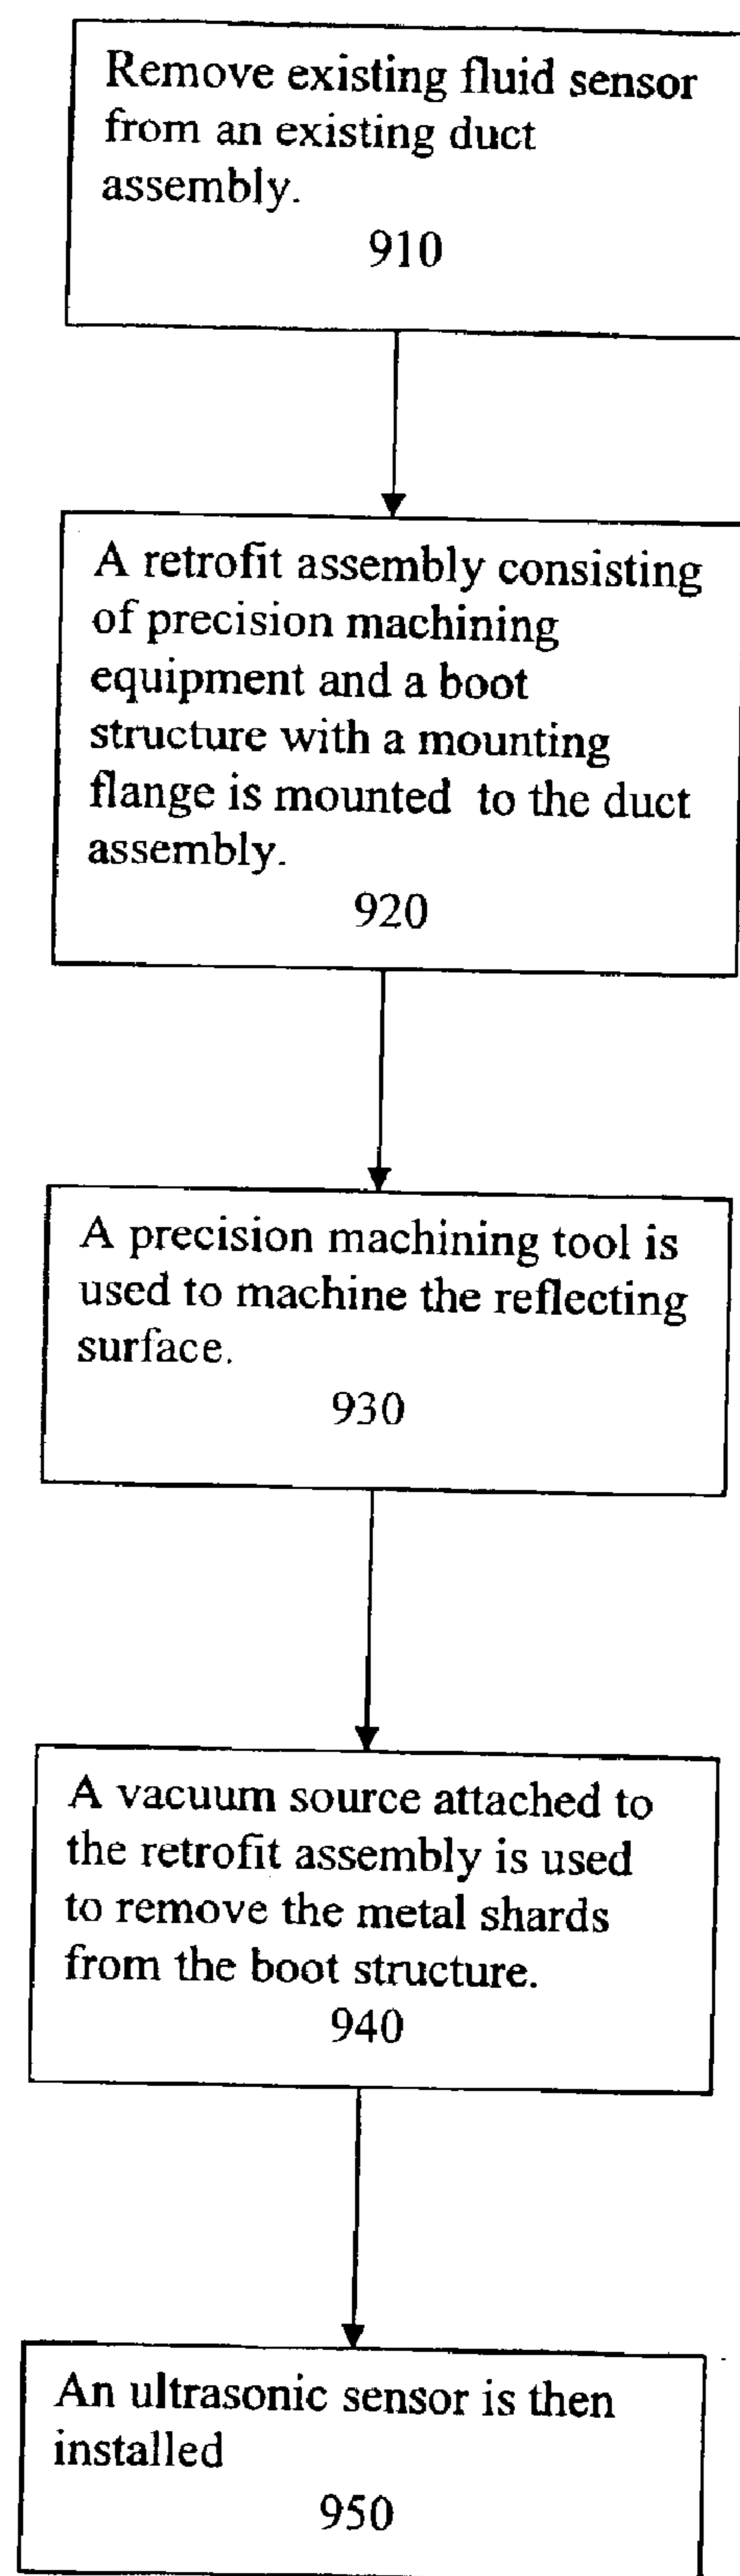 Remove existing fluid sensor
from an existing duct
assembly.
910
A retrofit assembly consisting
of precision machining
equipment and a boot
structure with a mounting
flange is mounted to the duct
assembly.
920
A precision machining tool is
used to machine the reflecting
surface.
930
A vacuum source attached to
the retrofit assembly is used
to remove the metal shards
from the boot structure.
940
An ultrasonic sensor is then
installed
950